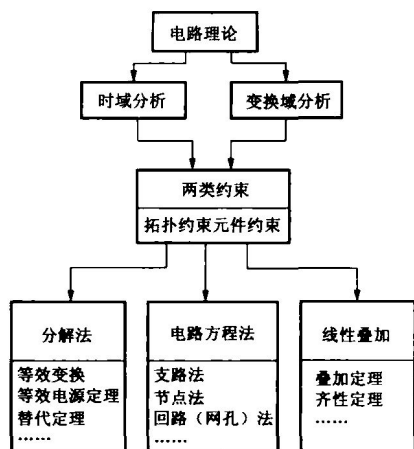 电路理论
时域分析
变换域分析
两类约束
拓扑约束元件约束
分解法
等效变换
等效电源定理
替代定理
……
电路方程法
支路法
节点法
回路（网孔）法
……
线性叠加
叠加定理
齐性定理
……